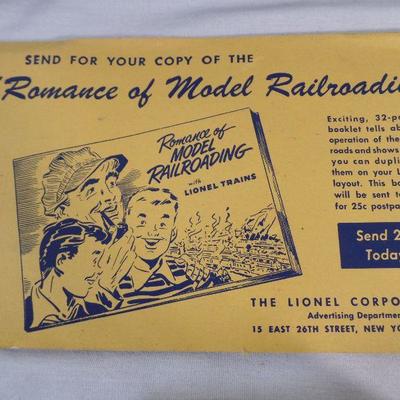 SEND FOR YOUR COPY OF THE
"Romance of Model Railroadi
Romance of
MODEL
RAILROADING
with
LIONEL TRAINS
Exciting, 32-p
booklet tells ab
operation of the
roads and shows
you can dupli
them on your L
layout. This bo
will be sent t
for 25c postpa
Send 2
Today
THE LIONEL CORPO
Advertising Department
15 EAST 26TH STREET, NEW YO